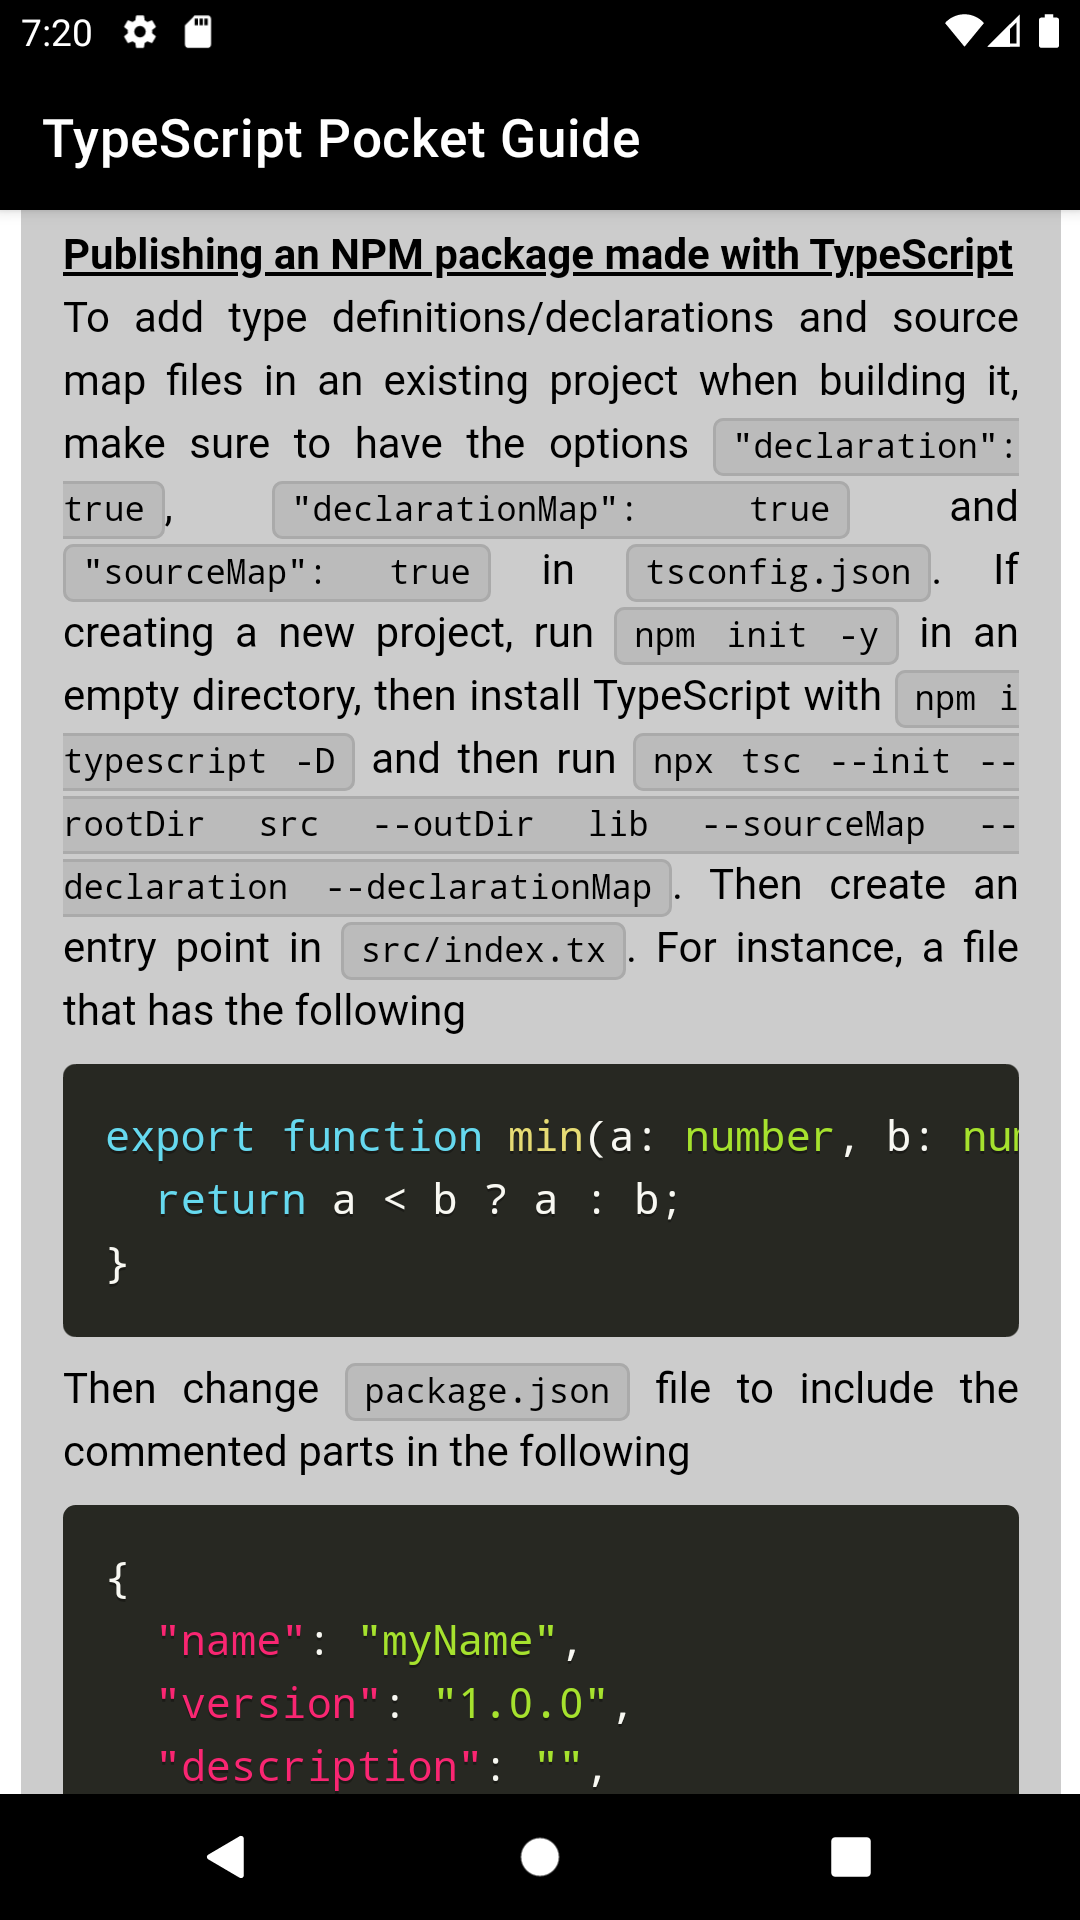 7:20
TypeScript Pocket Guide
Publishing an NPM package made with TypeScript
To add type definitions/declarations and source
map files in an existing project when building it,
make sure to have the options "declaration":
true, "declarationMap": true and
"sourceMap": true in tsconfig.json. If
creating a new project, run npm init -y in an
empty directory, then install TypeScript with npm i
typescript -D and then run npx tsc --init --
rootDir src --outDir lib --sourceMap --
declaration --declarationMap. Then create an
entry point in src/index.tx. For instance, a file
that has the following
export function min(a: number, b: 
  return a < b ? a : b;
}
Then change package.json file to include the
commented parts in the following
{
  "name": "myName",
  "version": "1.0.0",
  "description": "",